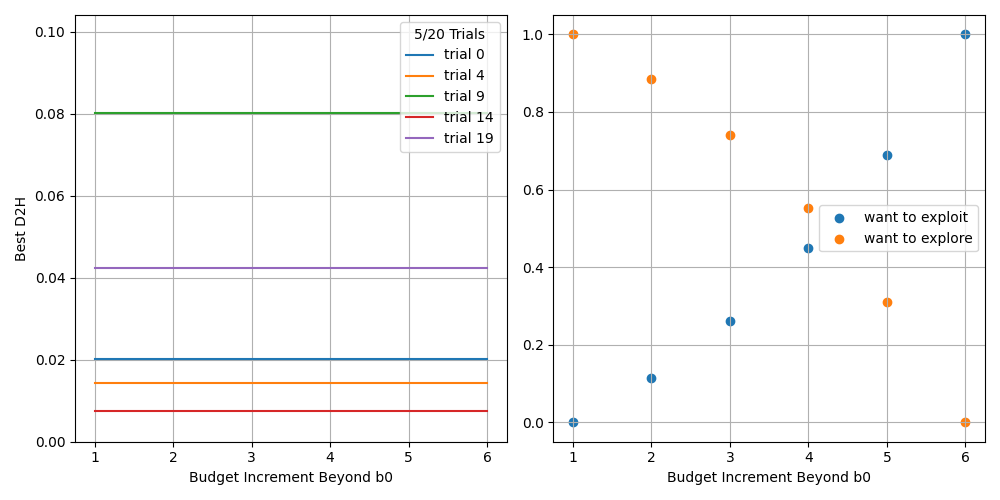 0.10
0.08
0.06
0.04
0.02
0.00
Best D2H
1 2 3 4 5 6
Budget Increment Beyond b0
5/20 Trials
trial 0
trial 4
trial 9
trial 14
trial 19
1.0
0.8
0.6
0.4
0.2
0.0
1 2 3 4 5 6
Budget Increment Beyond b0
want to exploit
want to explore